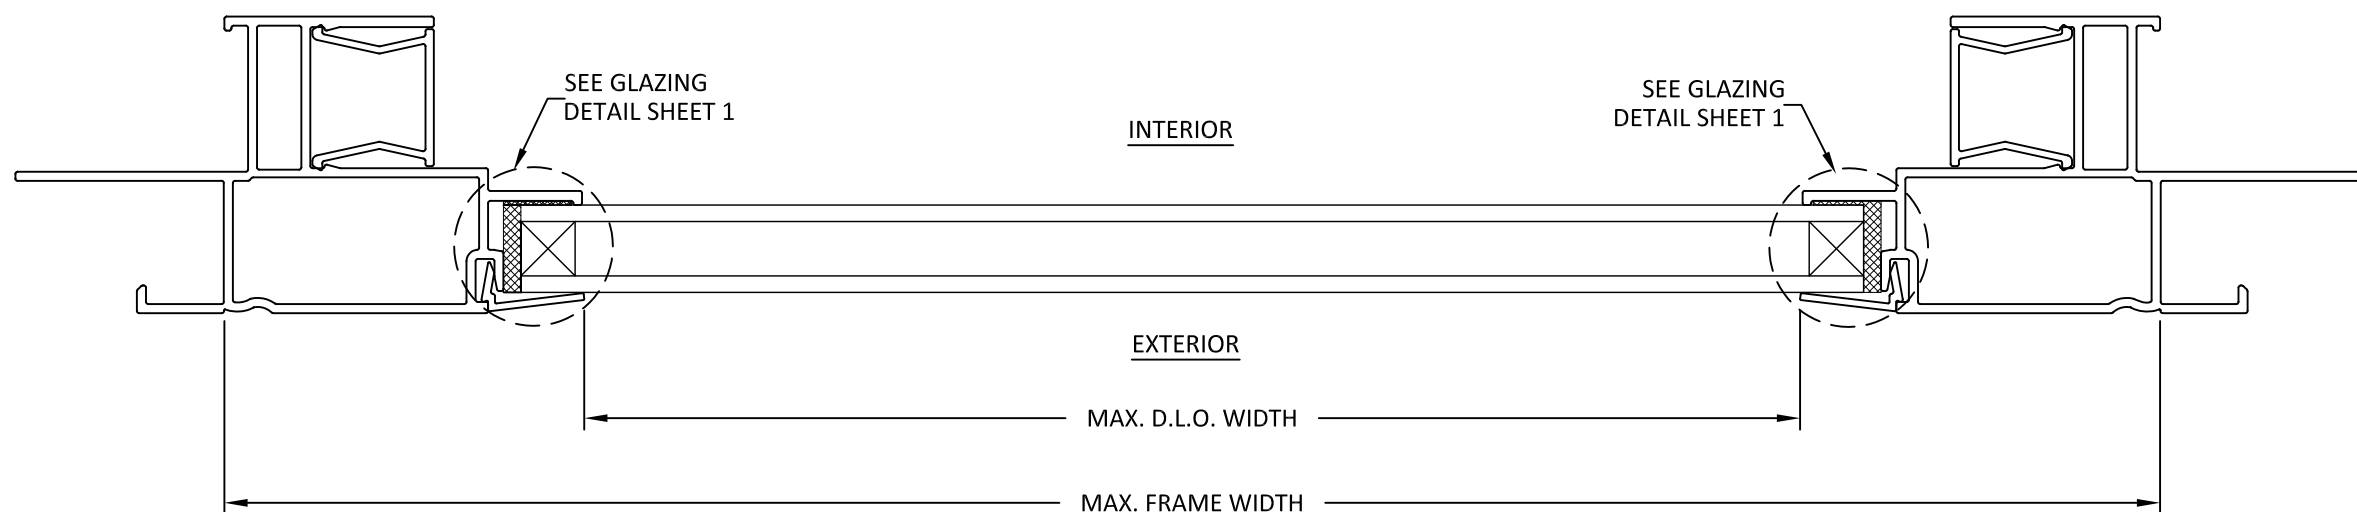 SEE GLAZING
DETAIL SHEET 1
SEE GLAZING
DETAIL SHEET 1
INTERIOR
EXTERIOR
MAX. D.L.O. WIDTH
MAX. FRAME WIDTH